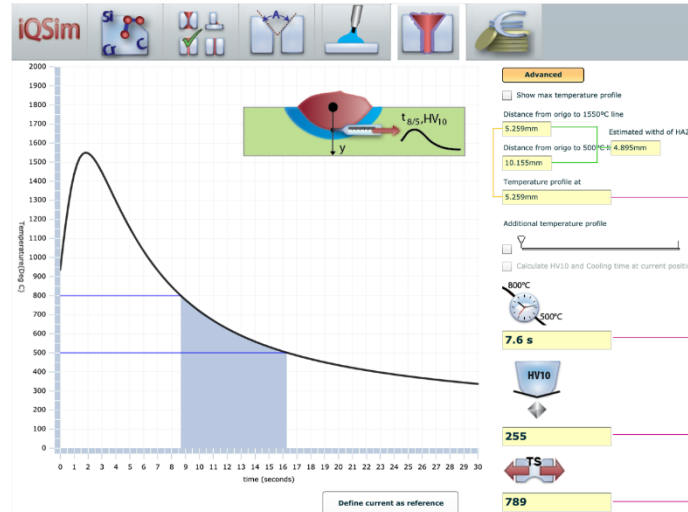 iQSim
Si
Cr
C
A
€
Advanced
Show max temperature profile
Distance from origo to 1550°C line
5.259mm
Estimated withd of HAZ
Distance from origo to 500°C l
4.895mm
10.155mm
Temperature profile at
5.259mm
Additional temperature profile
Calculate HV10 and Cooling time at current positi
800°C
500°C
7.6 s
HV10
255
TS
789
t8/5,HV10
y
Temperature(Deg C)
2000
1900
1800
1700
1600
1500
1400
1300
1200
1100
1000
900
800
700
600
500
400
300
200
100
0
0 1 2 3 4 5 6 7 8 9 10 11 12 13 14 15 16 17 18 19 20 21 22 23 24 25 26 27 28 29 30
time (seconds)
Define current as reference